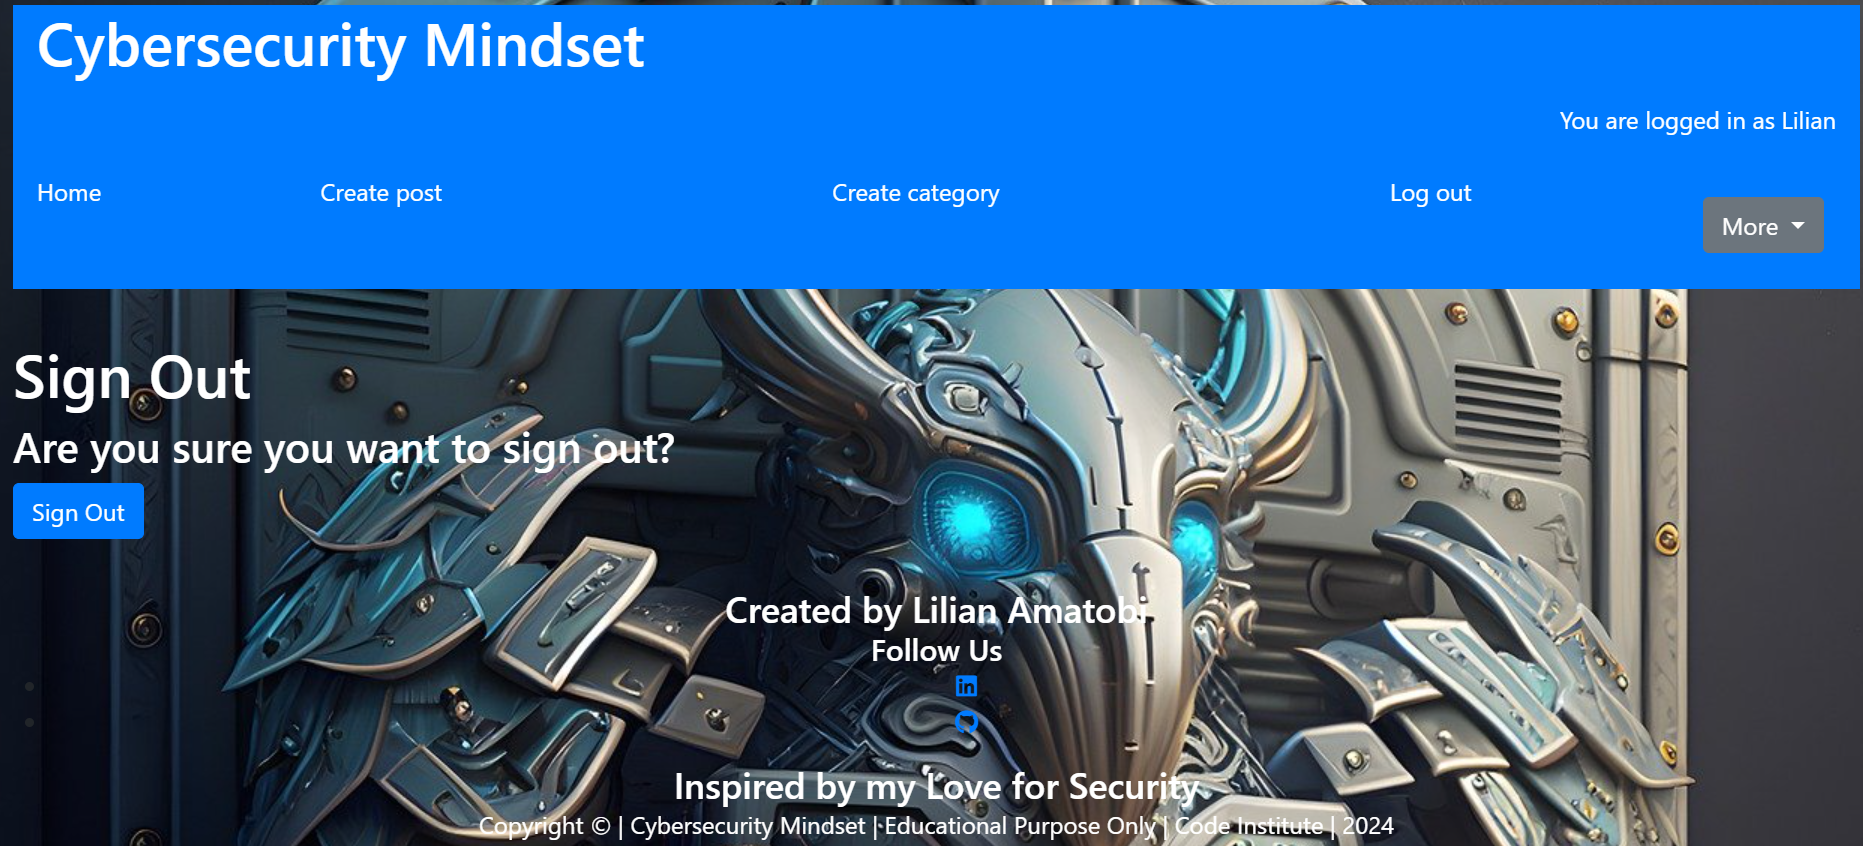 Cybersecurity Mindset
You are logged in as Lilian
Home Create post Create category Log out
More
Sign Out
Are you sure you want to sign out?
Sign Out
Created by Lilian Amatobi
Follow Us
in
Inspired by my Love for Security
Copyright © | Cybersecurity Mindset | Educational Purpose Only | Code Institute | 2024